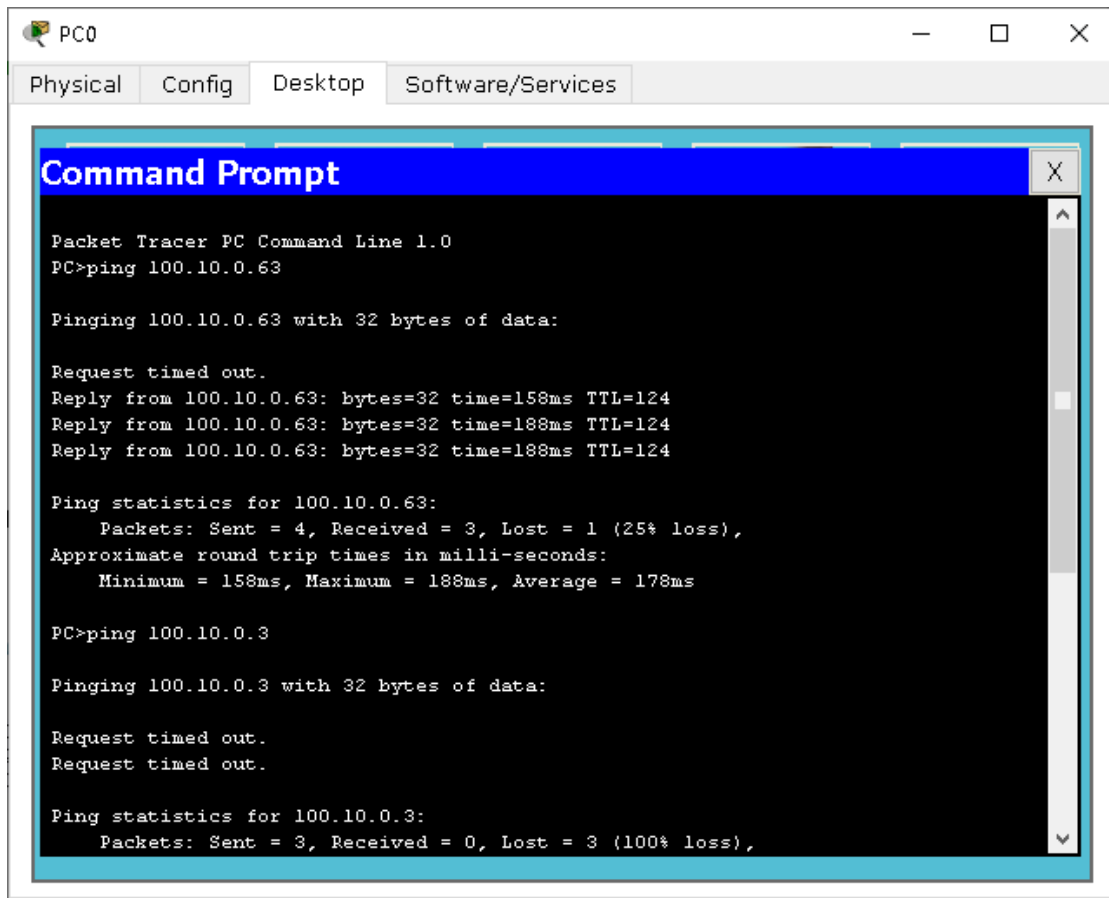 PC0
Physical Config Desktop Software/Services
Command Prompt X
Packet Tracer PC Command Line 1.0
PC>ping 100.10.0.63
Pinging 100.10.0.63 with 32 bytes of data:
Request timed out.
Reply from 100.10.0.63: bytes=32 time=158ms TTL=124
Reply from 100.10.0.63: bytes=32 time=188ms TTL=124
Reply from 100.10.0.63: bytes=32 time=188ms TTL=124
Ping statistics for 100.10.0.63:
Packets: Sent = 4, Received = 3, Lost = 1 (25% loss),
Approximate round trip times in milli-seconds:
Minimum = 158ms, Maximum = 188ms, Average = 178ms
PC>ping 100.10.0.3
Pinging 100.10.0.3 with 32 bytes of data:
Request timed out.
Request timed out.
Ping statistics for 100.10.0.3:
Packets: Sent = 3, Received = 0, Lost = 3 (100% loss),